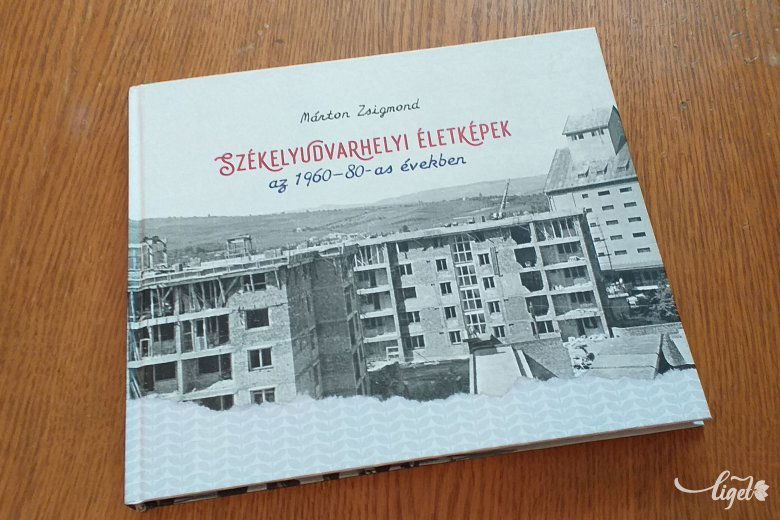 Márton Zsigmond
SZÉKELYUDVARHELYI ÉLETKÉPEK
az 1960–80-as években
liget